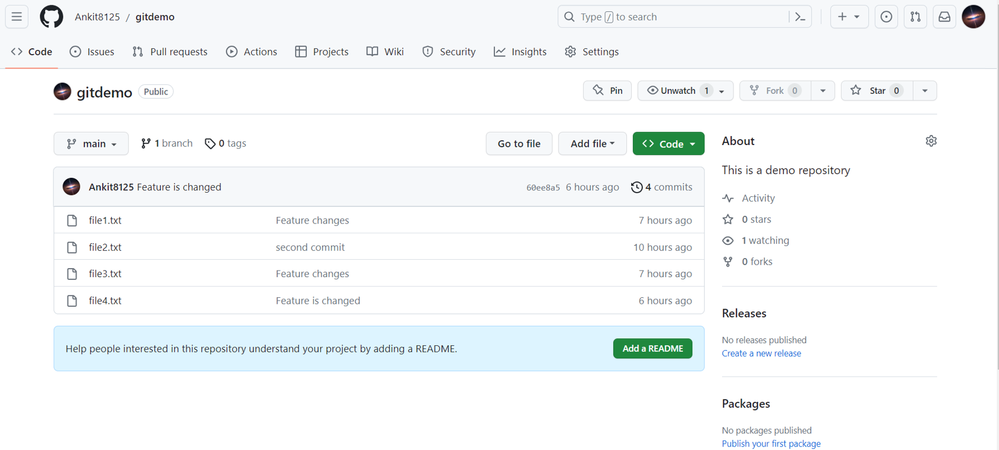 Ankit8125 / gitdemo
Type / to search
Code Issues Pull requests Actions Projects Wiki Security Insights Settings
gitdemo Public
Pin Unwatch 1 Fork 0 Star 0
main 1 branch 0 tags Go to file Add file Code
Ankit8125 Feature is changed 60ee8a5 6 hours ago 4 commits
file1.txt Feature changes 7 hours ago
file2.txt second commit 10 hours ago
file3.txt Feature changes 7 hours ago
file4.txt Feature is changed 6 hours ago
Help people interested in this repository understand your project by adding a README. Add a README
About
This is a demo repository
Activity
0 stars
1 watching
0 forks
Releases
No releases published
Create a new release
Packages
No packages published
Publish your first package